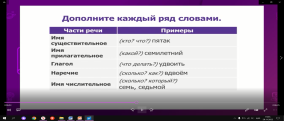 Дополните каждый ряд словами.
Части речи
Примеры
Имя существительное
(кто? что?) пятак
Имя прилагательное
(какой?) семилетний
Глагол
(что делать?) удвоить
Наречие
(сколько? как?) вдвоём
Имя числительное
(сколько? который?) семь, седьмой